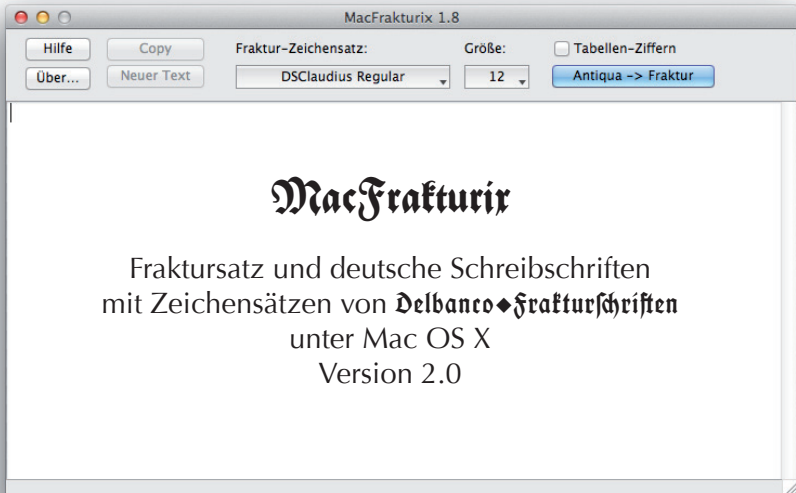 MacFrakturix 1.8
Hilfe Copy Fraktur-Zeichensatz: Größe: Tabellen-Ziffern
Über... Neuer Text DSClaudius Regular 12 Antiqua -> Fraktur
MacFrakturix
Fraktursatz und deutsche Schreibschriften
mit Zeichensätzen von Delbanco◆Frakturſchriften
unter Mac OS X
Version 2.0